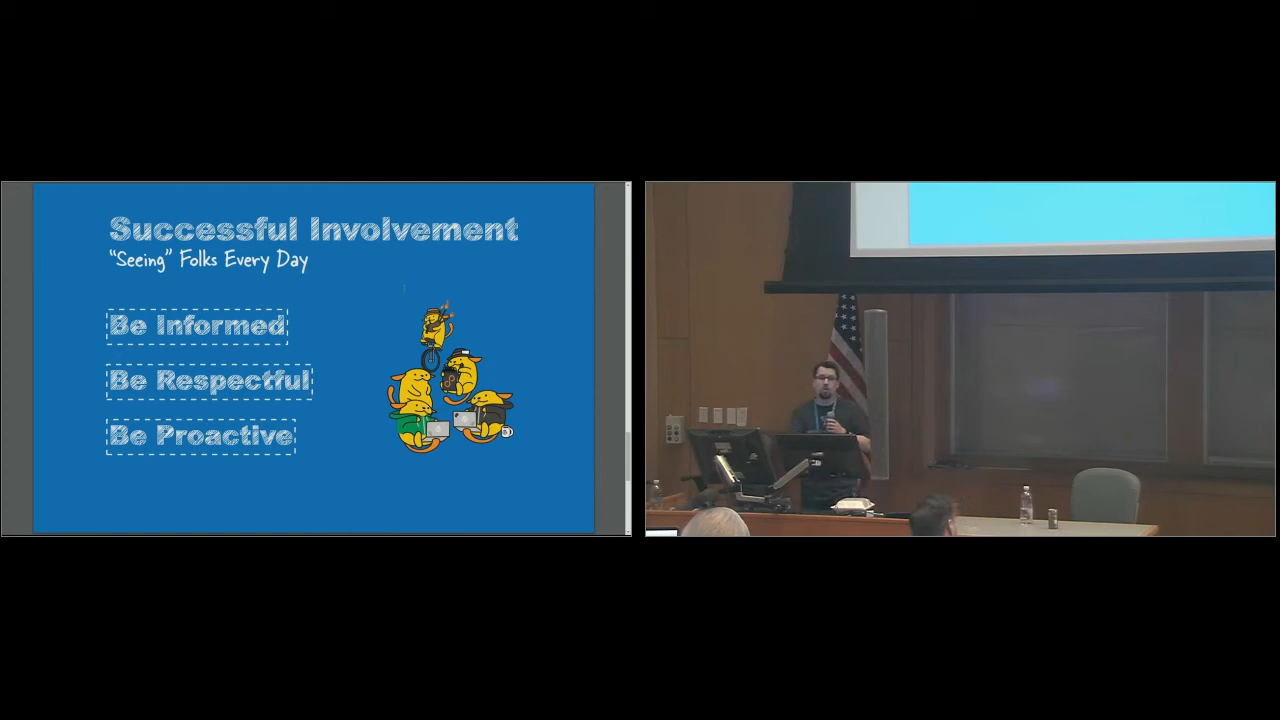 Successful Involvement
“Seeing” Folks Every Day
Be Informed
Be Respectful
Be Proactive